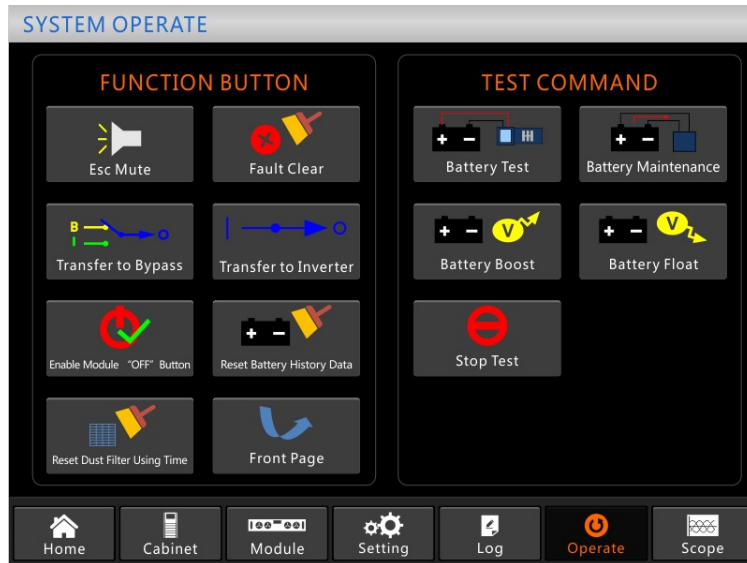 SYSTEM OPERATE
FUNCTION BUTTON
Esc Mute
Fault Clear
B
I
Transfer to Bypass
Transfer to Inverter
Enable Module “OFF” Button
Reset Battery History Data
Reset Dust Filter Using Time
Front Page
TEST COMMAND
Battery Test
Battery Maintenance
V
Battery Boost
V
Battery Float
Stop Test
Home
Cabinet
Module
Setting
Log
Operate
Scope